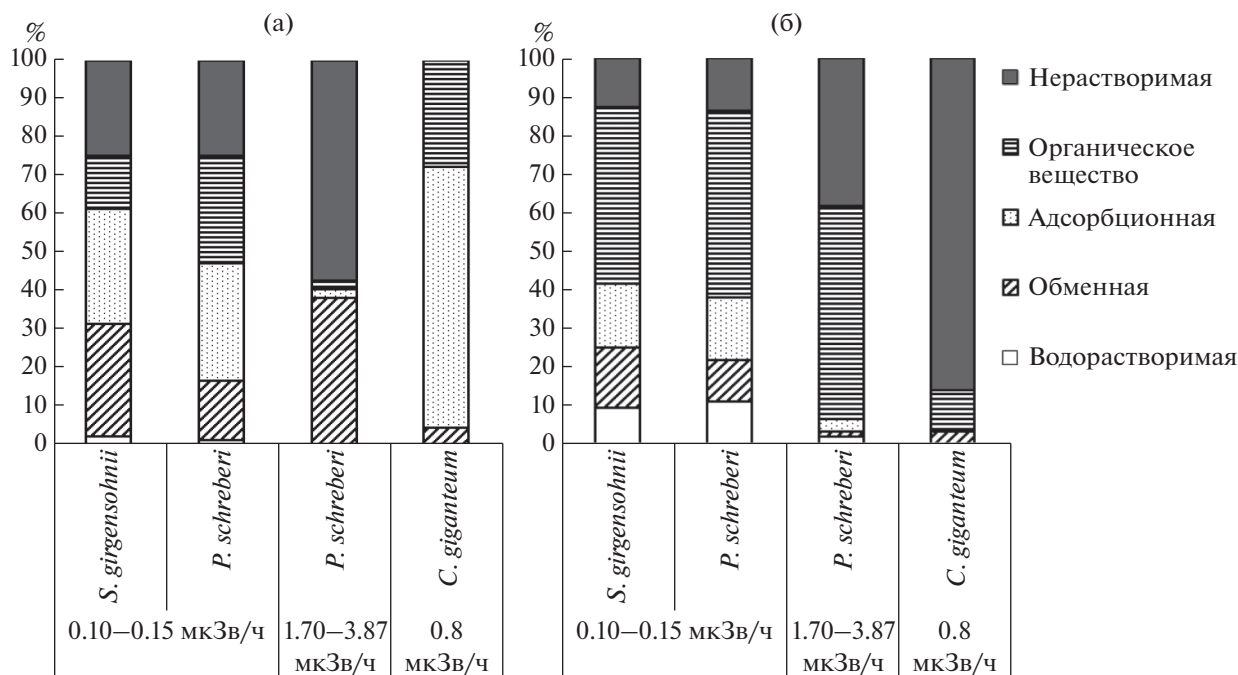 (а)
%
100
90
80
70
60
50
40
30
20
10
0
S. girgensohnii
P. schreberi
P. schreberi
C. giganteum
0.10–0.15 мкЗв/ч
1.70–3.87
мкЗв/ч
0.8
мкЗв/ч
(б)
%
100
90
80
70
60
50
40
30
20
10
0
S. girgensohnii
P. schreberi
P. schreberi
C. giganteum
0.10–0.15 мкЗв/ч
1.70–3.87
мкЗв/ч
0.8
мкЗв/ч
Нерастворимая
Органическое
вещество
Адсорбционная
Обменная
Водорастворимая